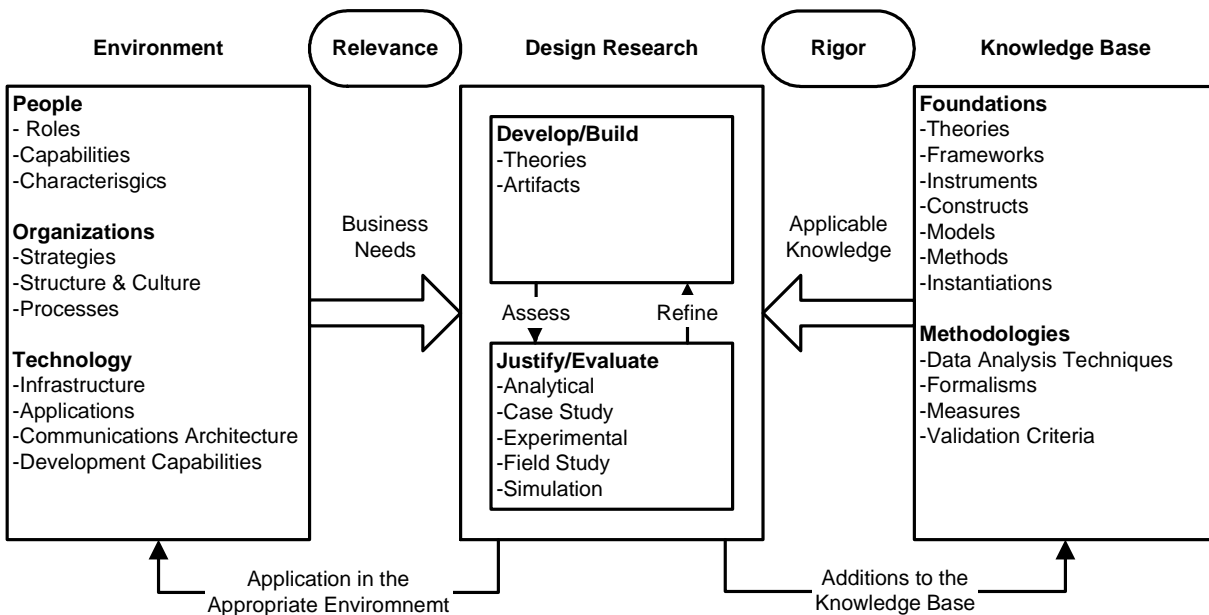 Environment
Relevance
Design Research
Rigor
Knowledge Base
People
- Roles
-Capabilities
-Characterisgics
Organizations
-Strategies
-Structure & Culture
-Processes
Technology
-Infrastructure
-Applications
-Communications Architecture
-Development Capabilities
Business
Needs
Develop/Build
-Theories
-Artifacts
Assess
Refine
Justify/Evaluate
-Analytical
-Case Study
-Experimental
-Field Study
-Simulation
Applicable
Knowledge
Foundations
-Theories
-Frameworks
-Instruments
-Constructs
-Models
-Methods
-Instantiations
Methodologies
-Data Analysis Techniques
-Formalisms
-Measures
-Validation Criteria
Application in the
Appropriate Enviromnemt
Additions to the
Knowledge Base